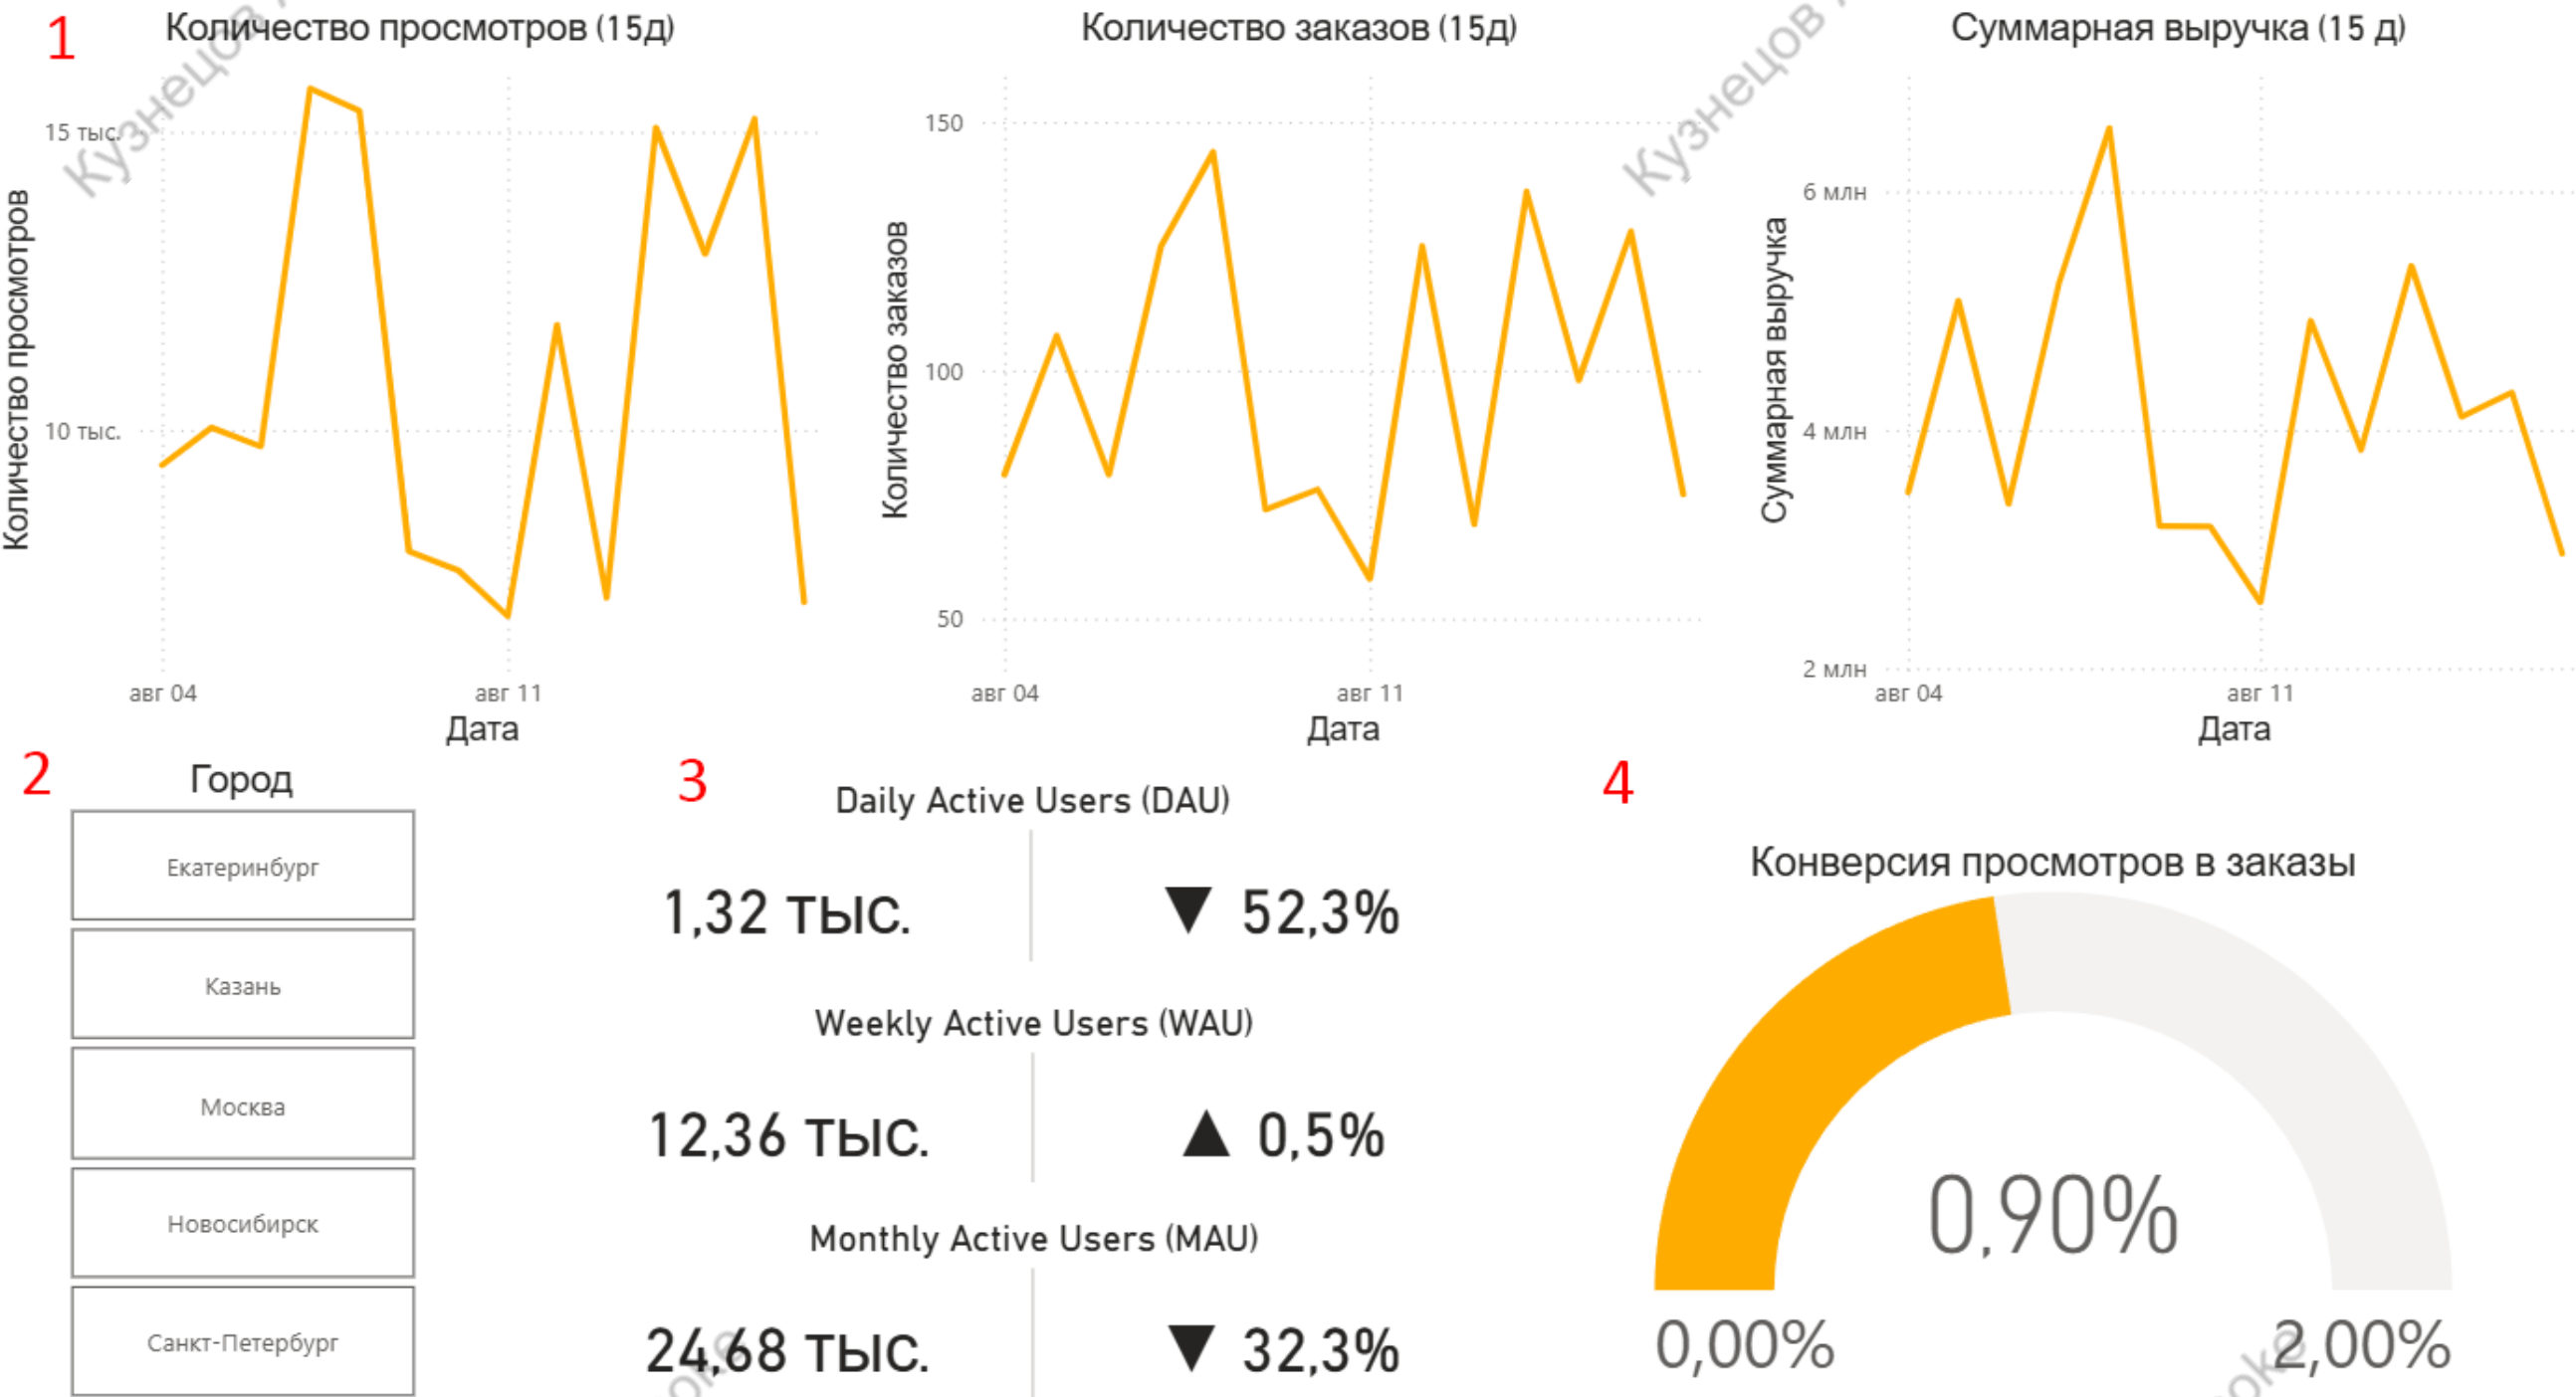 1
Количество просмотров (15д)
Количество заказов (15д)
Суммарная выручка (15 д)
Кузнецов
Кузнецов
Количество просмотров
15 тыс.
10 тыс.
авг 04
авг 11
Дата
Количество заказов
150
100
50
авг 04
авг 11
Дата
Суммарная выручка
6 млн
4 млн
2 млн
авг 04
авг 11
Дата
2
Город
Екатеринбург
Казань
Москва
Новосибирск
Санкт-Петербург
3
Daily Active Users (DAU)
1,32 тыс.
▼ 52,3%
Weekly Active Users (WAU)
12,36 тыс.
▲ 0,5%
Monthly Active Users (MAU)
24,68 тыс.
▼ 32,3%
4
Конверсия просмотров в заказы
0,90%
0,00%
2,00%